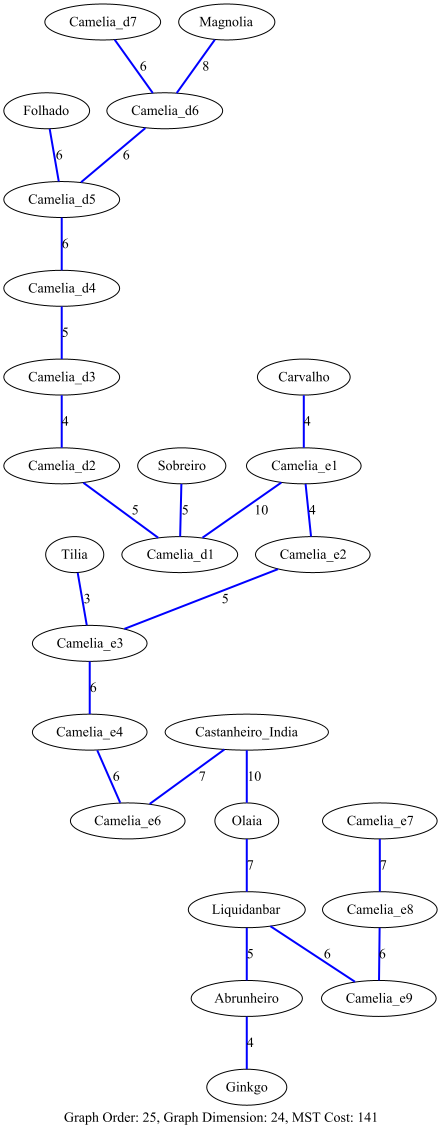 Camelia_d7
Magnolia
6
8
Folhado
Camelia_d6
6
6
Camelia_d5
6
Camelia_d4
5
Camelia_d3
Carvalho
4
4
Camelia_d2
Sobreiro
Camelia_e1
5
5
10
4
Tilia
Camelia_d1
Camelia_e2
3
5
Camelia_e3
6
Camelia_e4
Castanheiro_India
6
7
10
Camelia_e6
Olaia
Camelia_e7
7
7
Liquidanbar
Camelia_e8
5
6
6
Abrunheiro
Camelia_e9
4
Ginkgo
Graph Order: 25, Graph Dimension: 24, MST Cost: 141